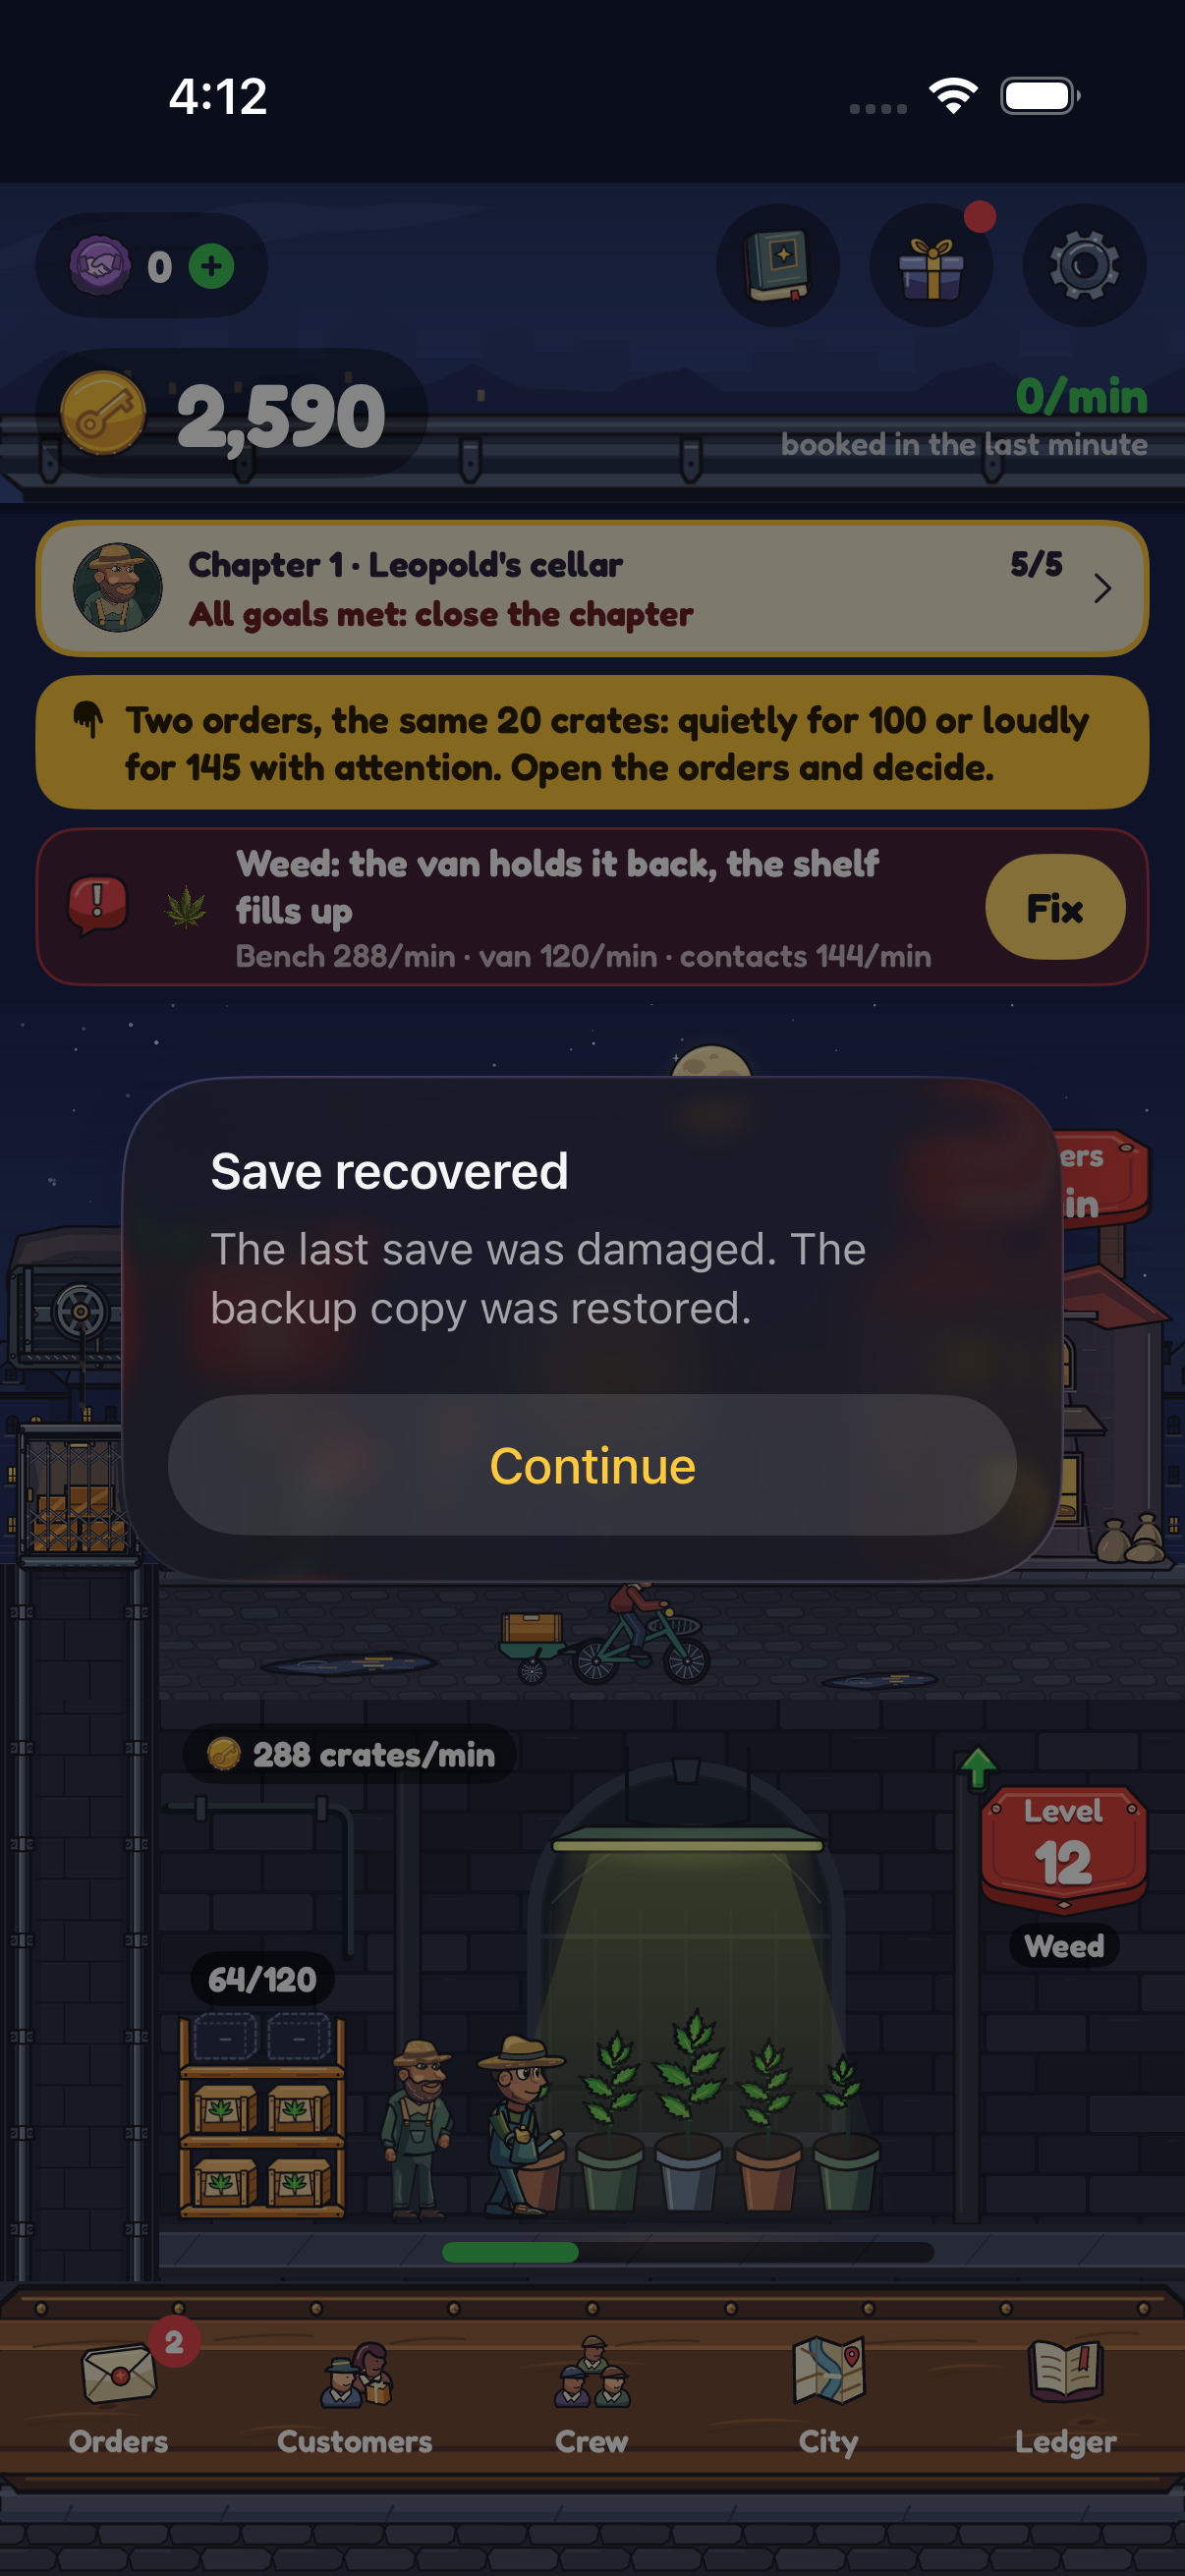 4:12
0
2,590
0/min
booked in the last minute
Chapter 1 · Leopold's cellar
5/5
All goals met: close the chapter
Two orders, the same 20 crates: quietly for 100 or loudly
for 145 with attention. Open the orders and decide.
Weed: the van holds it back, the shelf
fills up
Bench 288/min · van 120/min · contacts 144/min
Fix
Save recovered
The last save was damaged. The
backup copy was restored.
Continue
288 crates/min
Level
12
Weed
64/120
2
Orders
Customers
Crew
City
Ledger